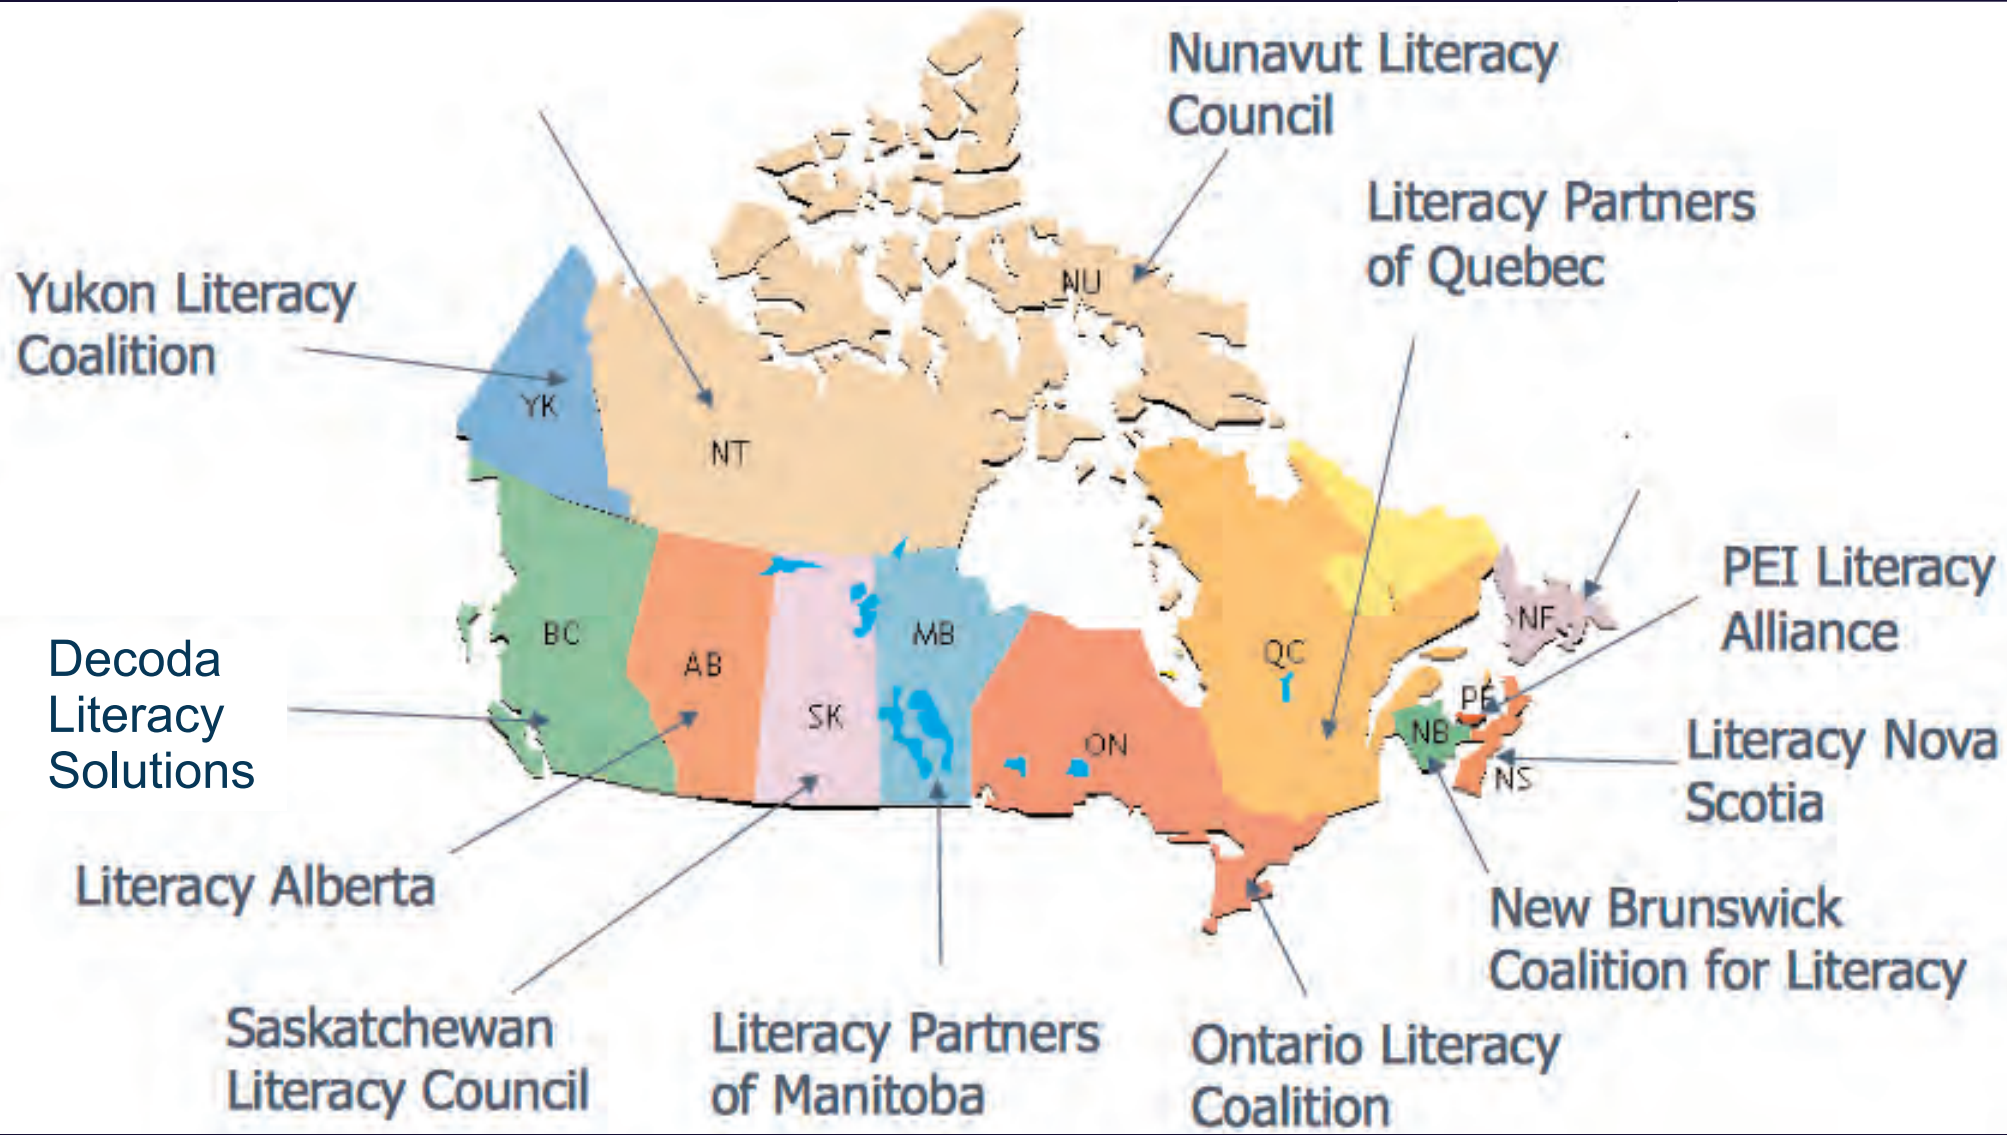 Nunavut Literacy
Council
Literacy Partners
of Quebec
Yukon Literacy
Coalition
NU
YK
NT
PEI Literacy
Alliance
Decoda
Literacy
Solutions
BC
AB
SK
MB
ON
QC
NF
PE
NB
NS
Literacy Nova
Scotia
Literacy Alberta
New Brunswick
Coalition for Literacy
Saskatchewan
Literacy Council
Literacy Partners
of Manitoba
Ontario Literacy
Coalition